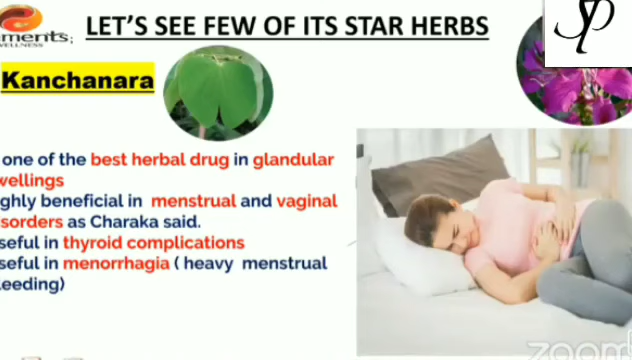 LET'S SEE FEW OF ITS STAR HERBS
aments;
WELLNESS
Kanchanara
one of the best herbal drug in glandular
wellings
ghly beneficial in menstrual and vaginal
sorders as Charaka said.
seful in thyroid complications
seful in menorrhagia ( heavy menstrual
leeding)
zoom